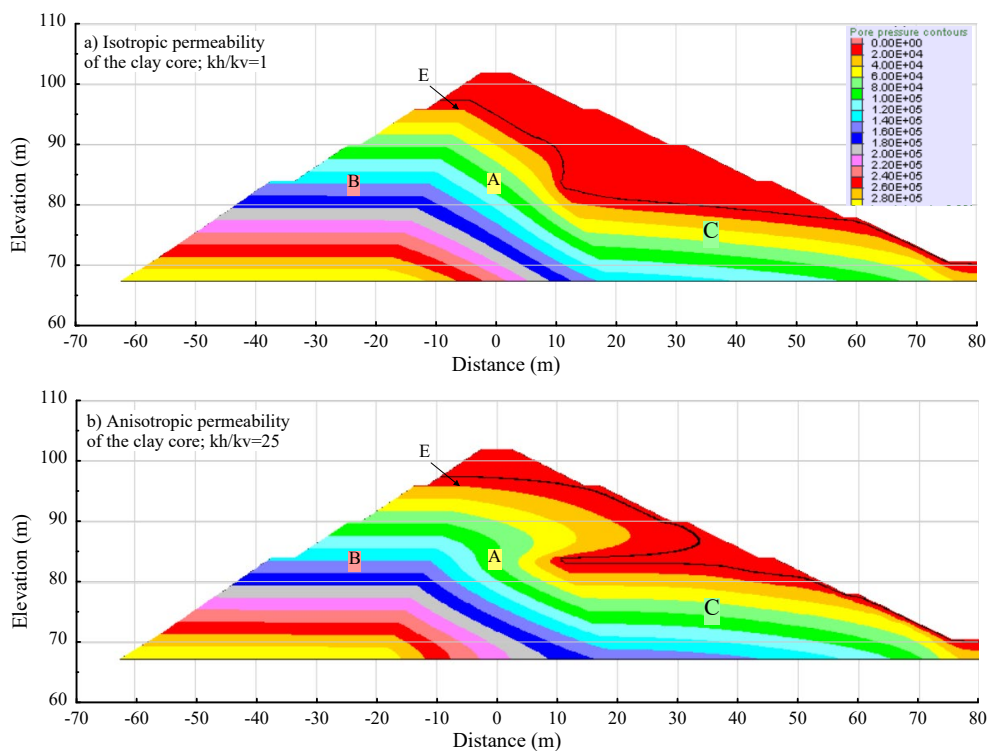 110
100
90
80
70
60
Elevation (m)
a) Isotropic permeability
of the clay core; kh/kv=1
E
B
A
C
Pore pressure contours
0.00E+00
2.00E+04
4.00E+04
6.00E+04
8.00E+04
1.00E+05
1.20E+05
1.40E+05
1.60E+05
1.80E+05
2.00E+05
2.20E+05
2.40E+05
2.60E+05
2.80E+05
-70 -60 -50 -40 -30 -20 -10 0 10 20 30 40 50 60 70 80
Distance (m)
110
100
90
80
70
60
Elevation (m)
b) Anisotropic permeability
of the clay core; kh/kv=25
E
B
A
C
-70 -60 -50 -40 -30 -20 -10 0 10 20 30 40 50 60 70 80
Distance (m)